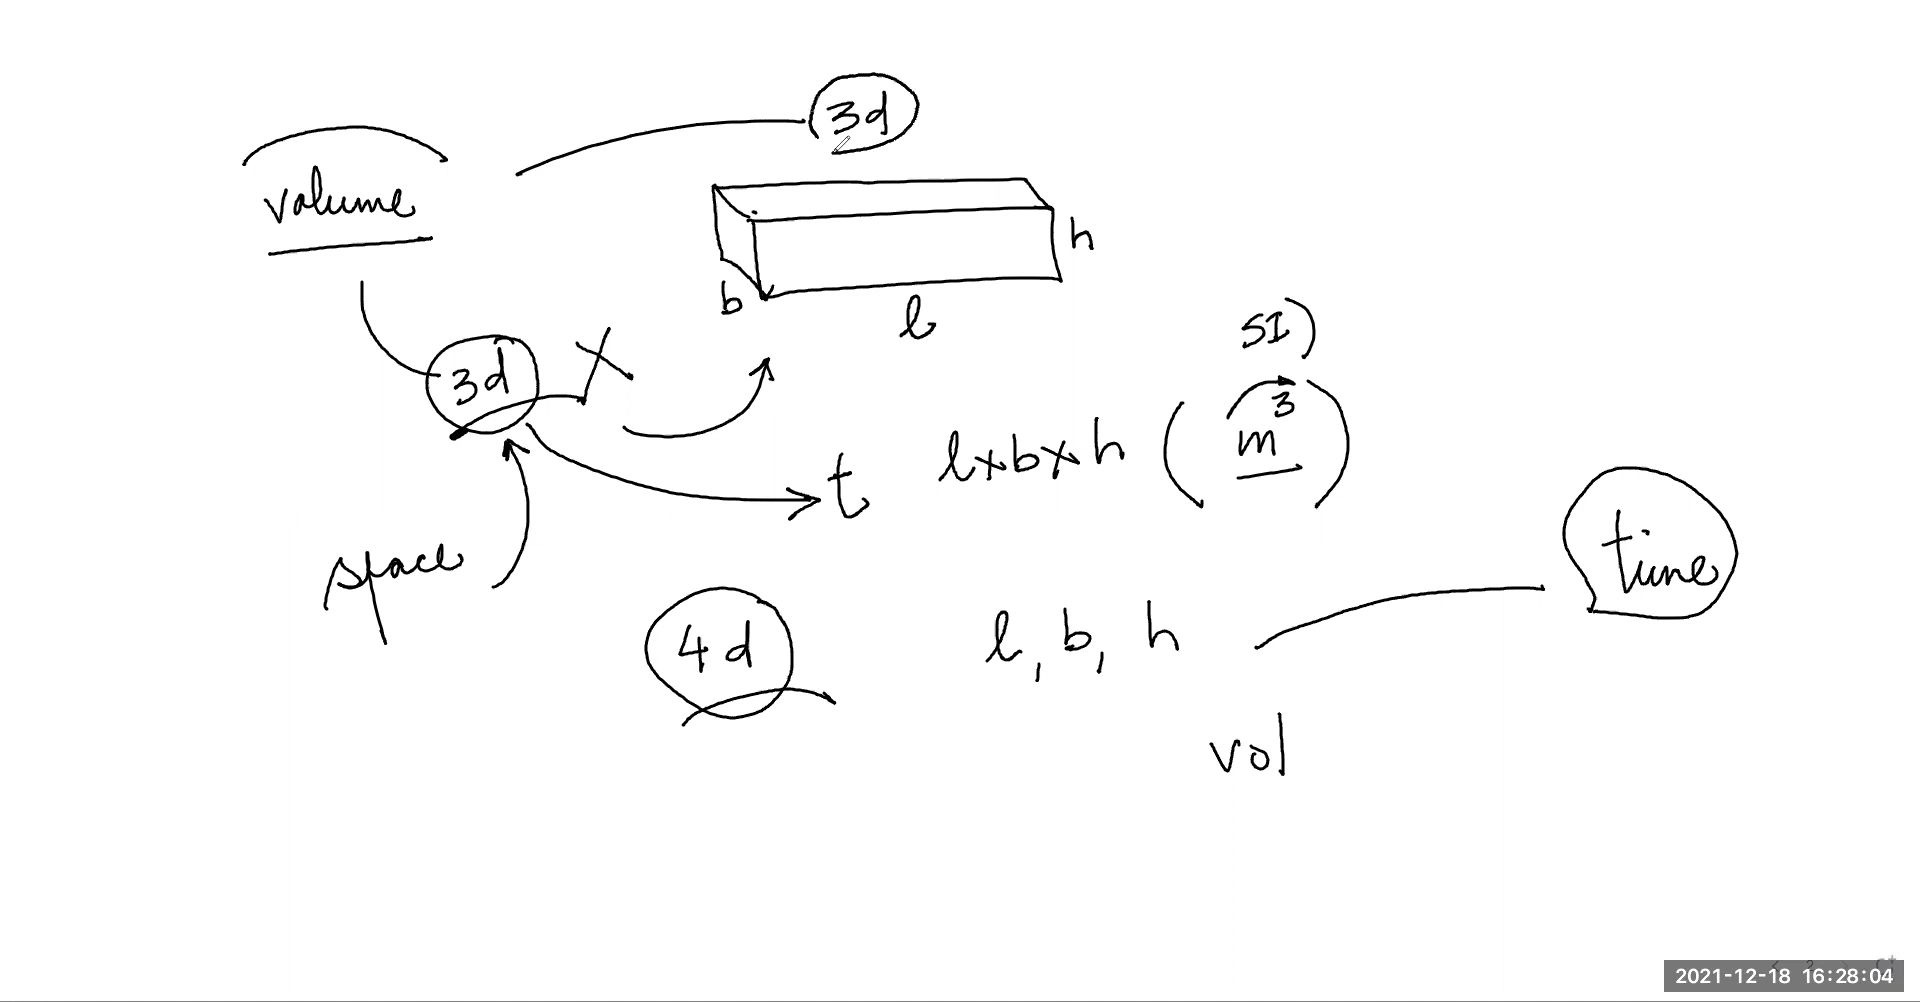 3d
volume
h
b
l
SI)
3d
m³
l×b×h
t
time
space
4d
l, b, h
vol
2021-12-18 16:28:04